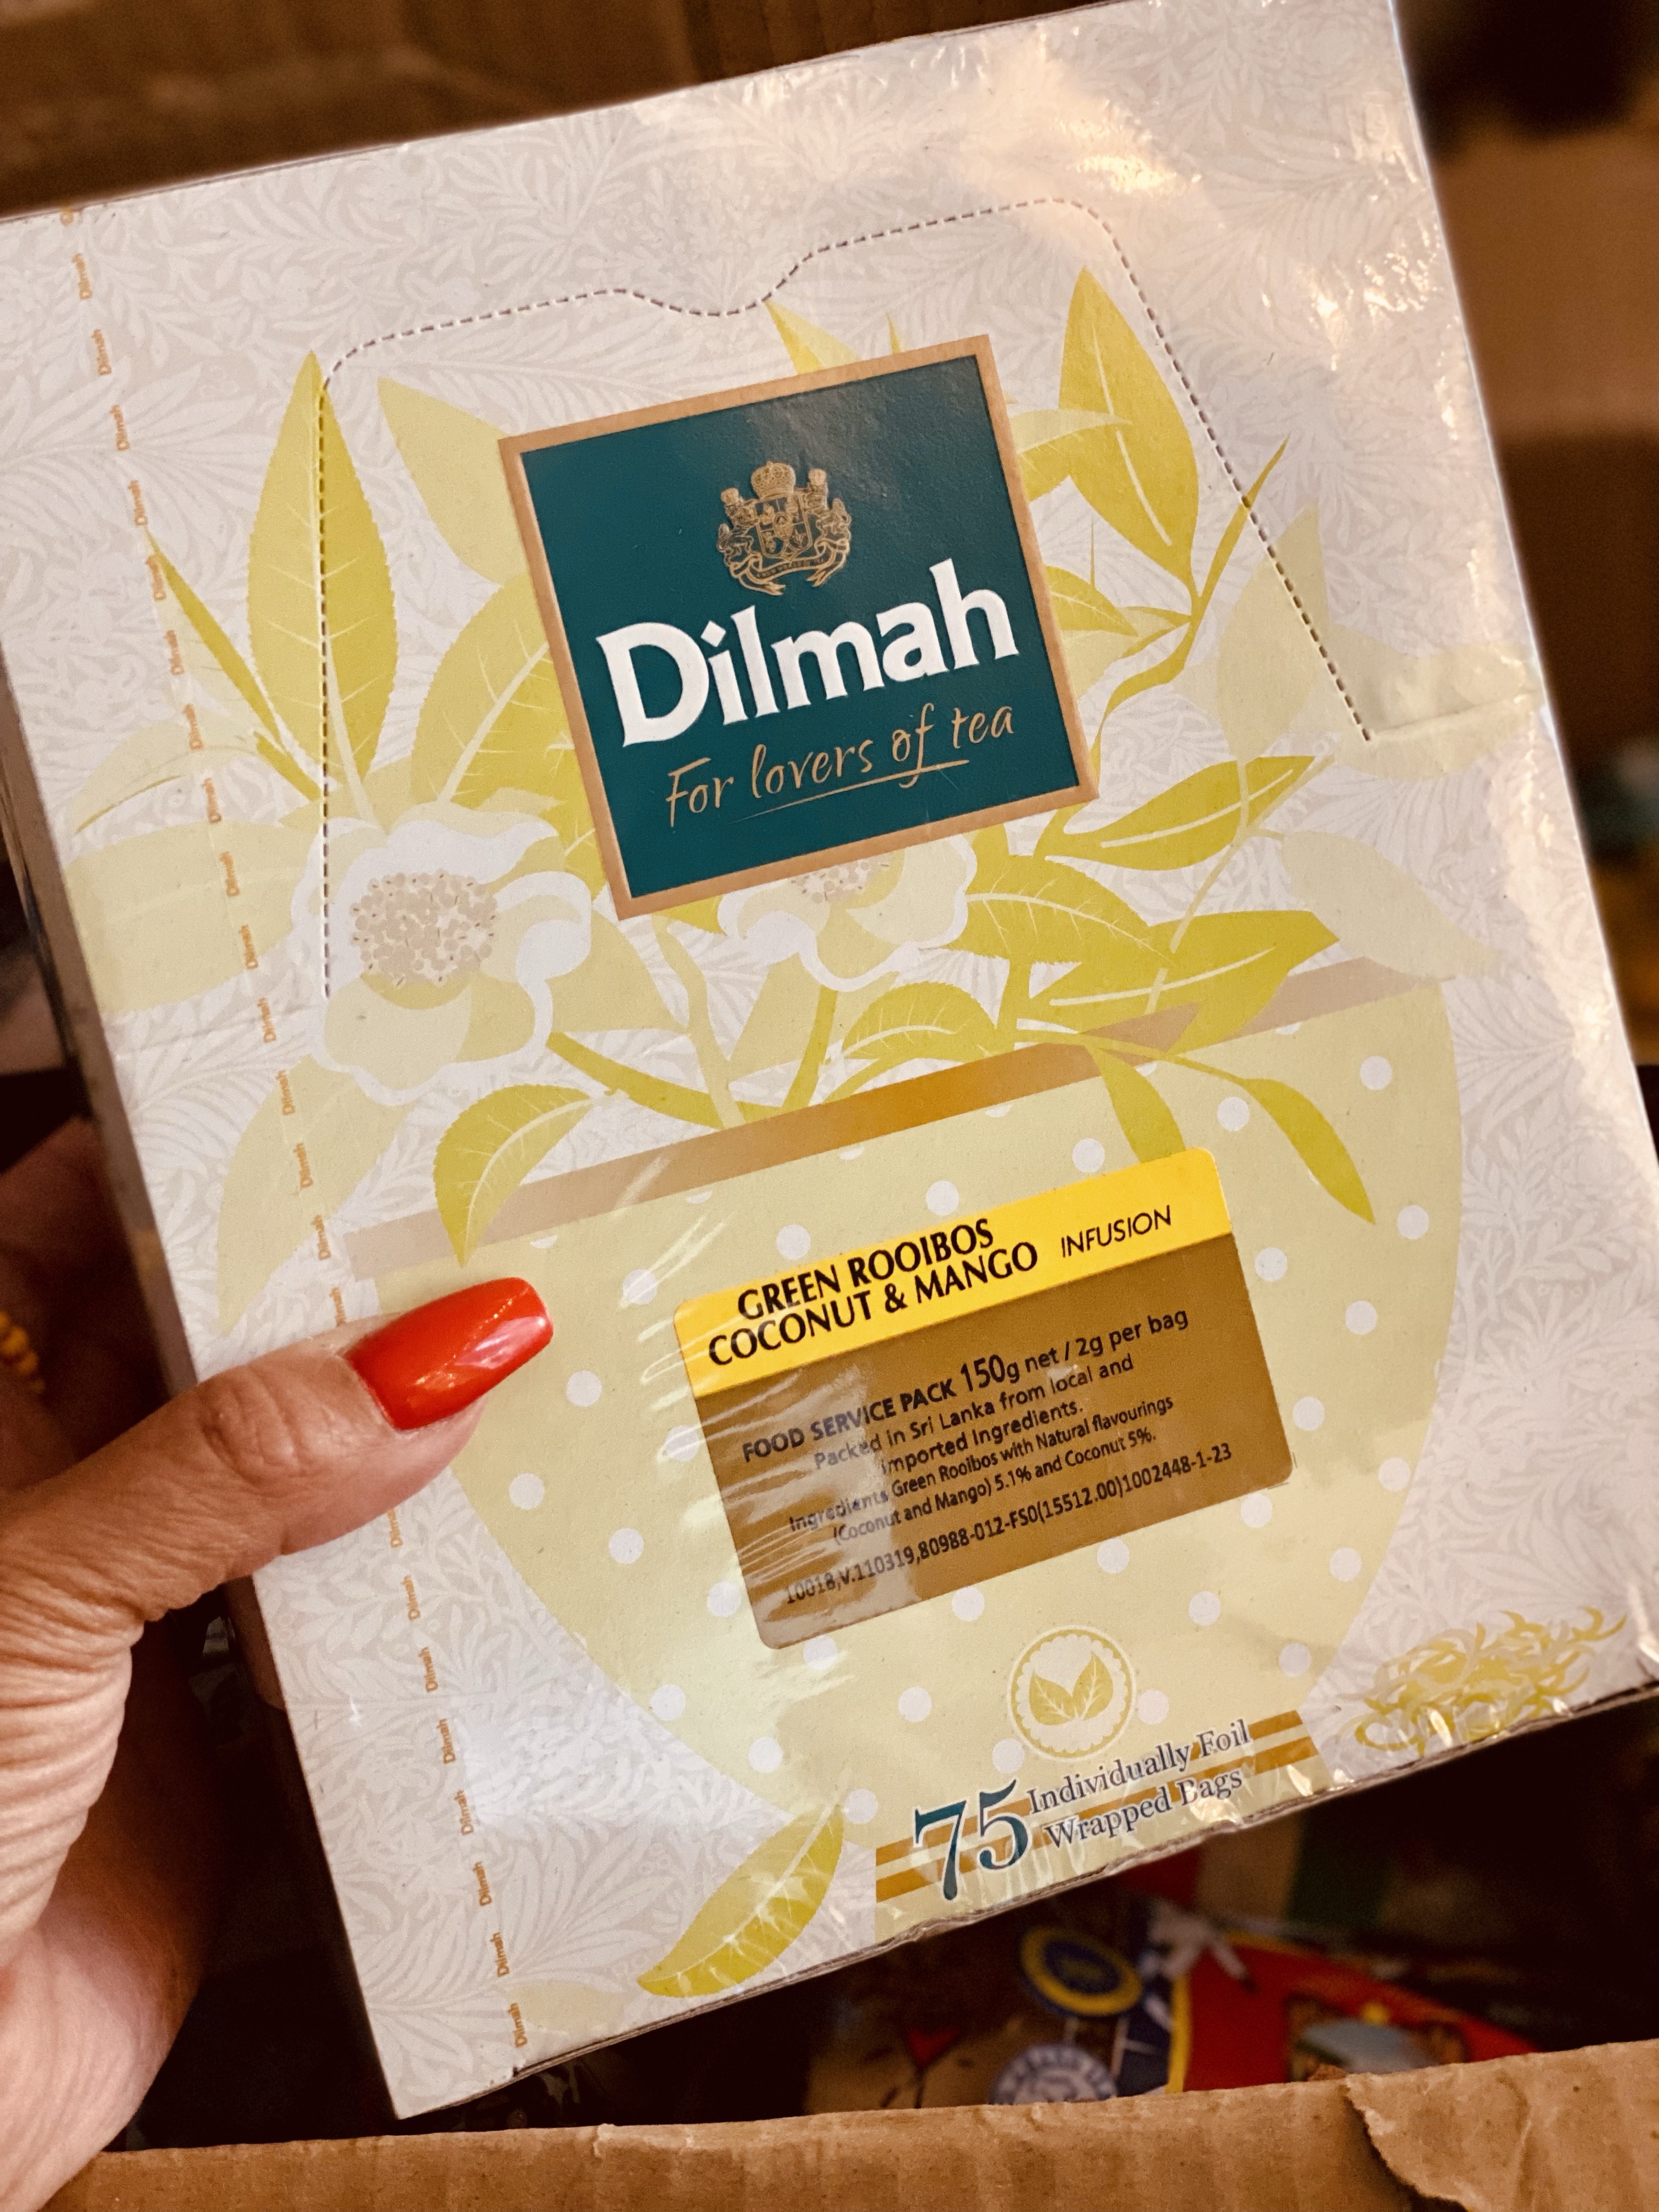 Dilmah
For lovers of tea
GREEN ROOIBOS
COCONUT & MANGO INFUSION
FOOD SERVICE PACK 150g net / 2g per bag
Packed in Sri Lanka from local and
imported Ingredients.
Ingredients Green Rooibos with Natural flavourings
(Coconut and Mango) 5.1% and Coconut 5%.
10018,V.110319,80988-012-FS0(15512.00)1002448-1-23
75 Individually Foil
Wrapped Bags